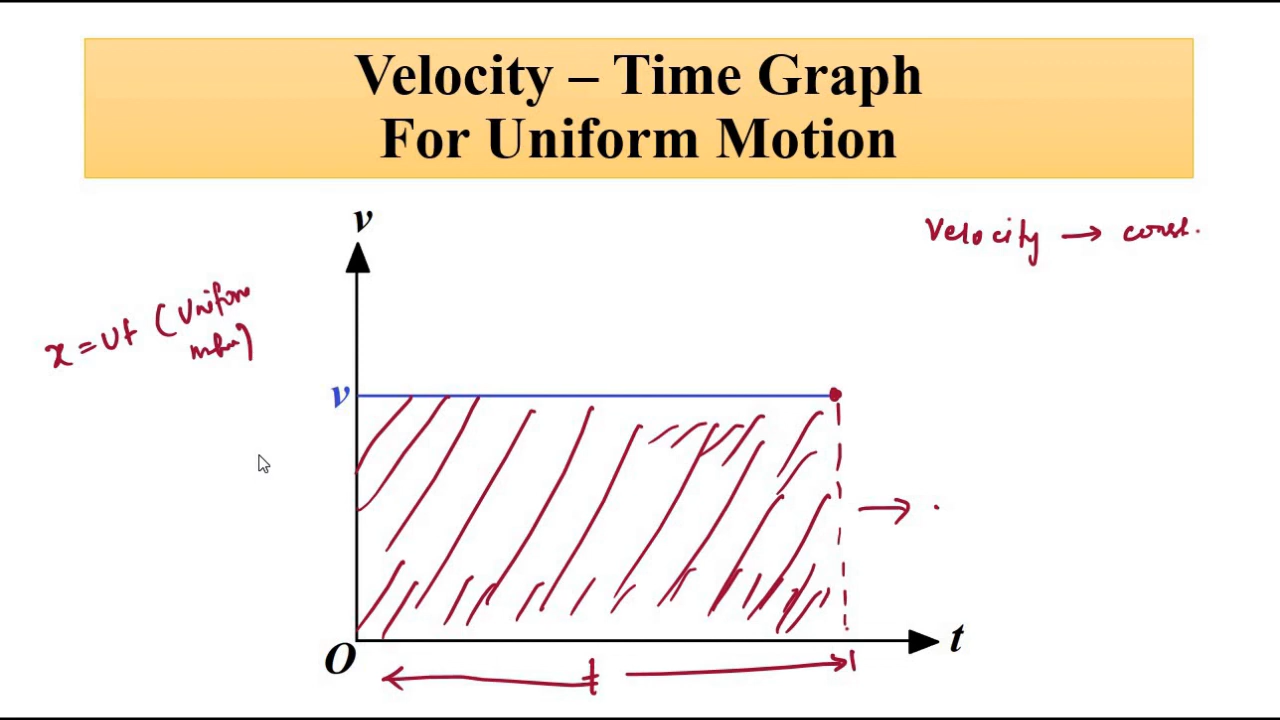 Velocity – Time Graph
For Uniform Motion
v
Velocity → const.
x = vt (Uniform
v
O
t
t